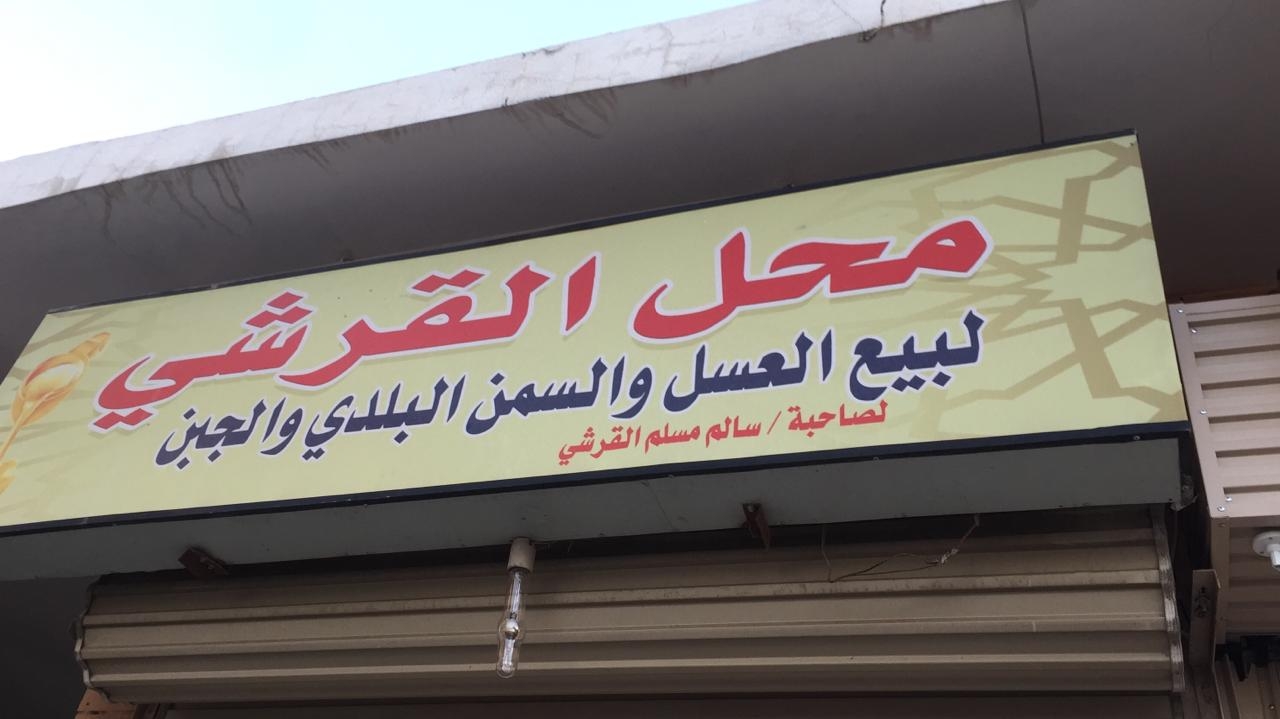 محل القرشي
لبيع العسل والسمن البلدي والجبن
لصاحبة / سالم مسلم القرشي